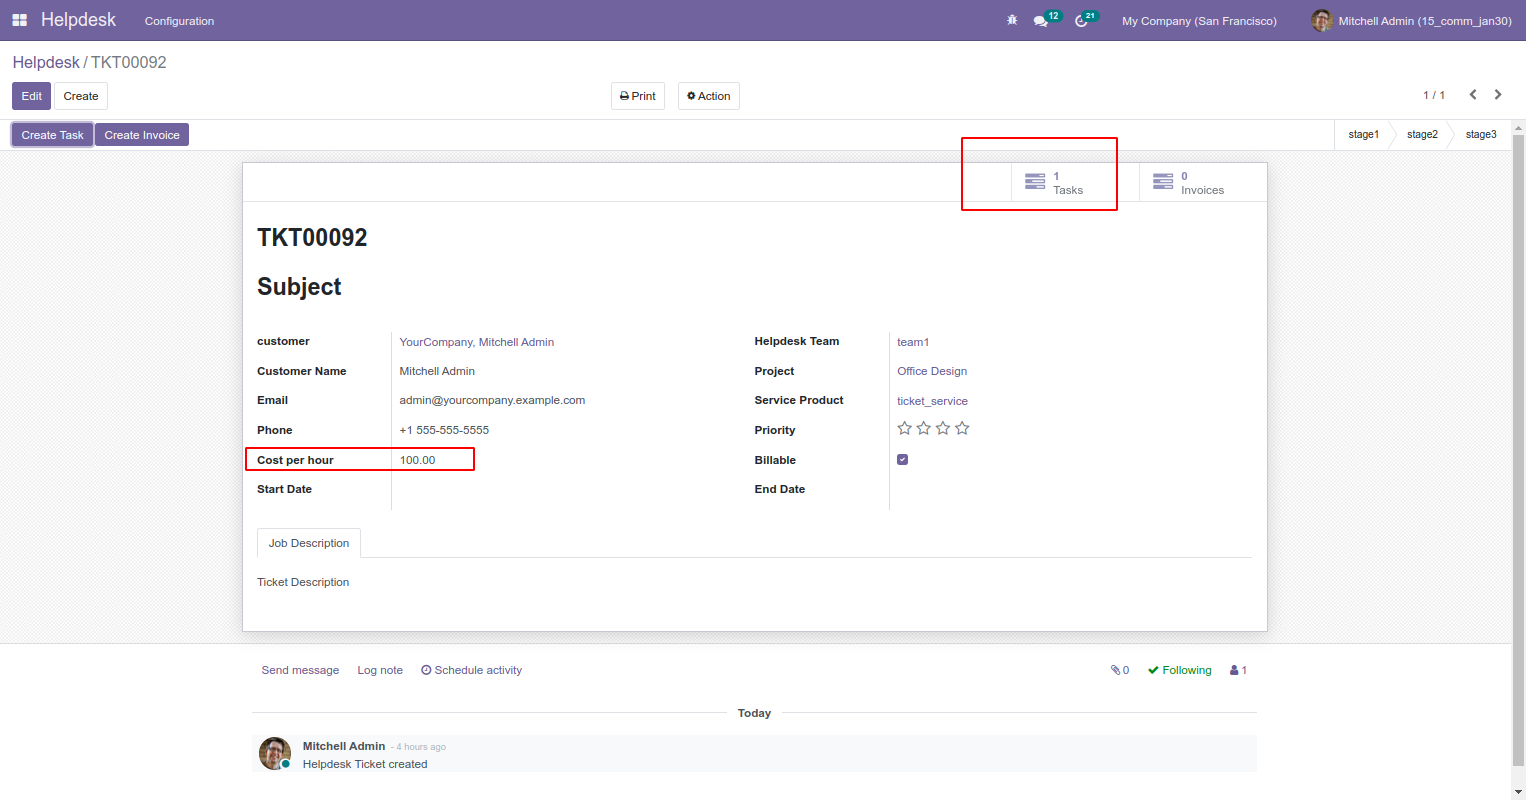 Helpdesk Configuration 12 21 My Company (San Francisco) Mitchell Admin (15_comm_jan30)
Helpdesk / TKT00092
Edit Create Print Action 1 / 1
Create Task Create Invoice stage1 stage2 stage3
1 Tasks 0 Invoices
TKT00092
Subject
customer YourCompany, Mitchell Admin Helpdesk Team team1
Customer Name Mitchell Admin Project Office Design
Email admin@yourcompany.example.com Service Product ticket_service
Phone +1 555-555-5555 Priority
Cost per hour 100.00 Billable
Start Date End Date
Job Description
Ticket Description
Send message Log note Schedule activity 0 Following 1
Today
Mitchell Admin - 4 hours ago
Helpdesk Ticket created